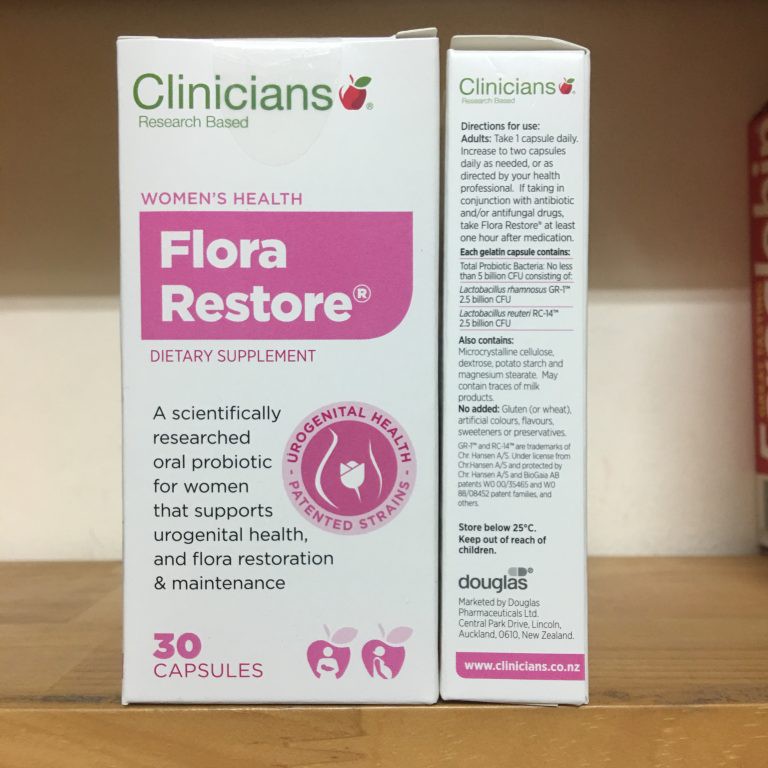 Clinicians
Research Based
WOMEN'S HEALTH
Flora
Restore®
DIETARY SUPPLEMENT
A scientifically
researched
oral probiotic
for women
that supports
urogenital health,
and flora restoration
& maintenance
UROGENITAL HEALTH
- PATENTED STRAINS -
30
CAPSULES
Clinicians
Research Based
Directions for use:
Adults: Take 1 capsule daily.
Increase to two capsules
daily as needed, or as
directed by your health
professional. If taking in
conjunction with antibiotic
and/or antifungal drugs,
take Flora Restore® at least
one hour after medication.
Each gelatin capsule contains:
Total Probiotic Bacteria: No less
than 5 billion CFU consisting of:
Lactobacillus rhamnosus GR-1™
2.5 billion CFU
Lactobacillus reuteri RC-14™
2.5 billion CFU
Also contains:
Microcrystalline cellulose,
dextrose, potato starch and
magnesium stearate. May
contain traces of milk
products.
No added: Gluten (or wheat),
artificial colours, flavours,
sweeteners or preservatives.
GR-1™ and RC-14™ are trademarks of
Chr. Hansen A/S. Under license from
Chr.Hansen A/S and protected by
Chr. Hansen A/S and BioGaia AB
patents WO 00/35465 and WO
88/08452 patent families, and
others.
Store below 25°C.
Keep out of reach of
children.
douglas®
Marketed by Douglas
Pharmaceuticals Ltd.
Central Park Drive, Lincoln,
Auckland, 0610, New Zealand.
www.clinicians.co.nz